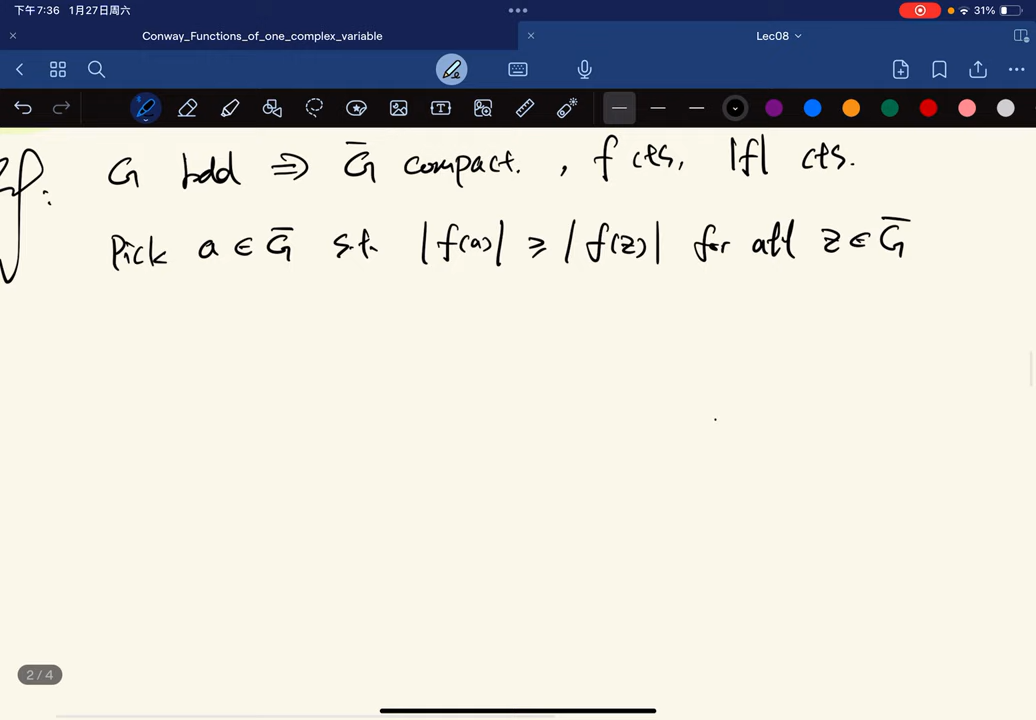 下午7:36 1月27日周六 31%
Conway_Functions_of_one_complex_variable Lec08
Pf: G bdd ⇒ G̅ compact. , f cts, |f| cts.
Pick a ∈ G̅ s.t. |f(a)| ≥ |f(z)| for all z ∈ G̅
2 / 4